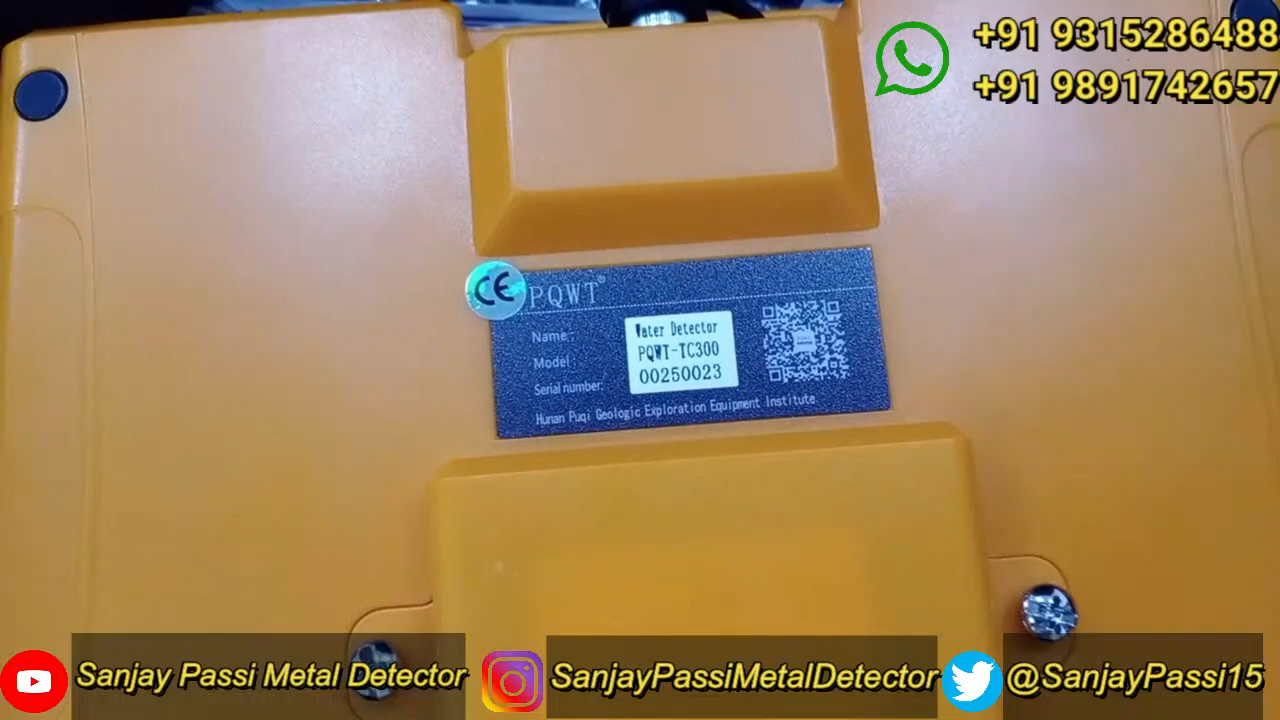 +91 9315286488
+91 9891742657
CE
PQWT®
Name: Water Detector
Model: PQWT-TC300
Serial number: 00250023
Hunan Puqi Geologic Exploration Equipment Institute
Sanjay Passi Metal Detector
SanjayPassiMetalDetector
@SanjayPassi15